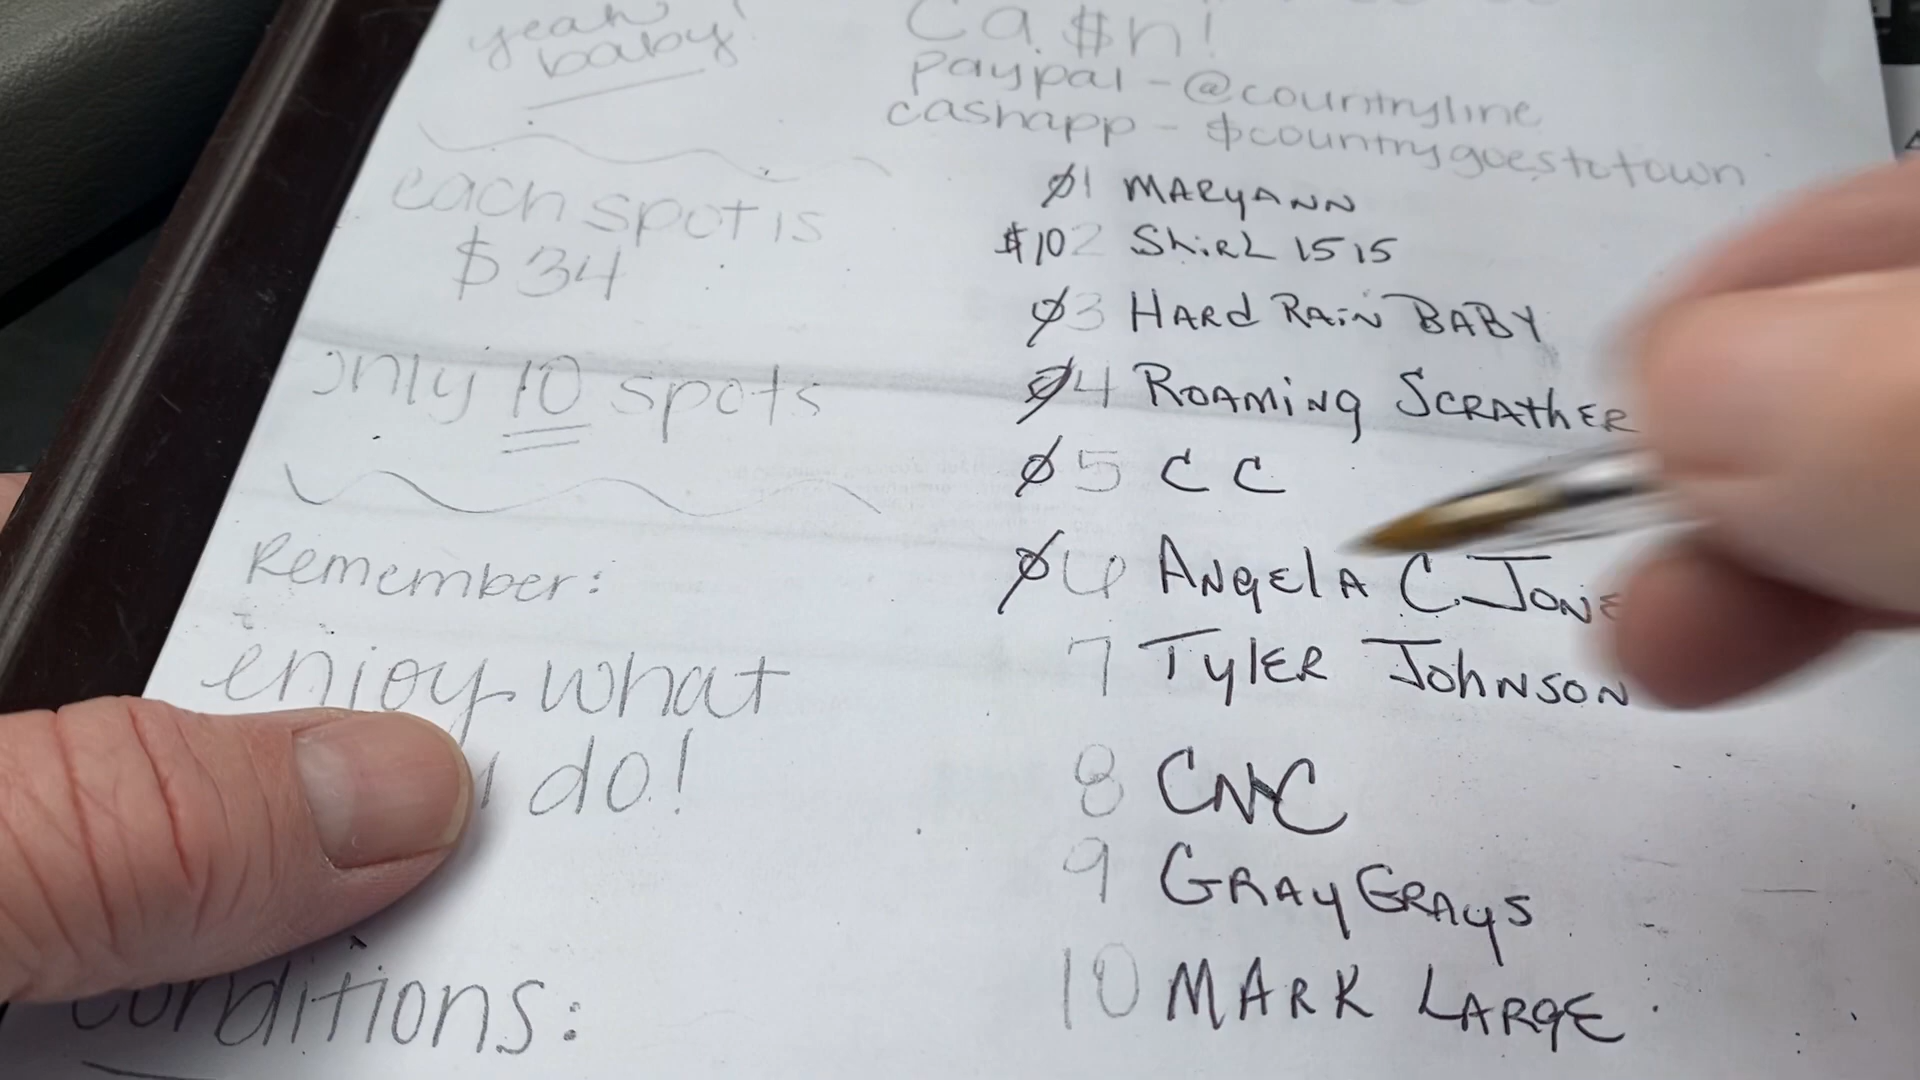 yeah
baby!
Ca$h!
paypal - @countryline
cashapp - $countrygoestotown
each spot is
$34
only 10 spots
Remember:
enjoy what
do!
conditions:
Ø1 MARYANN
$10 2 ShiRL 1515
Ø3 HARd RAiN BABY
Ø4 ROAMiNg SCRAThER
Ø5 C C
Ø6 ANgElA C JONE
7 TylER JOhNSON
8 CNC
9 GRAYGRAYS
10 MARK LARgE